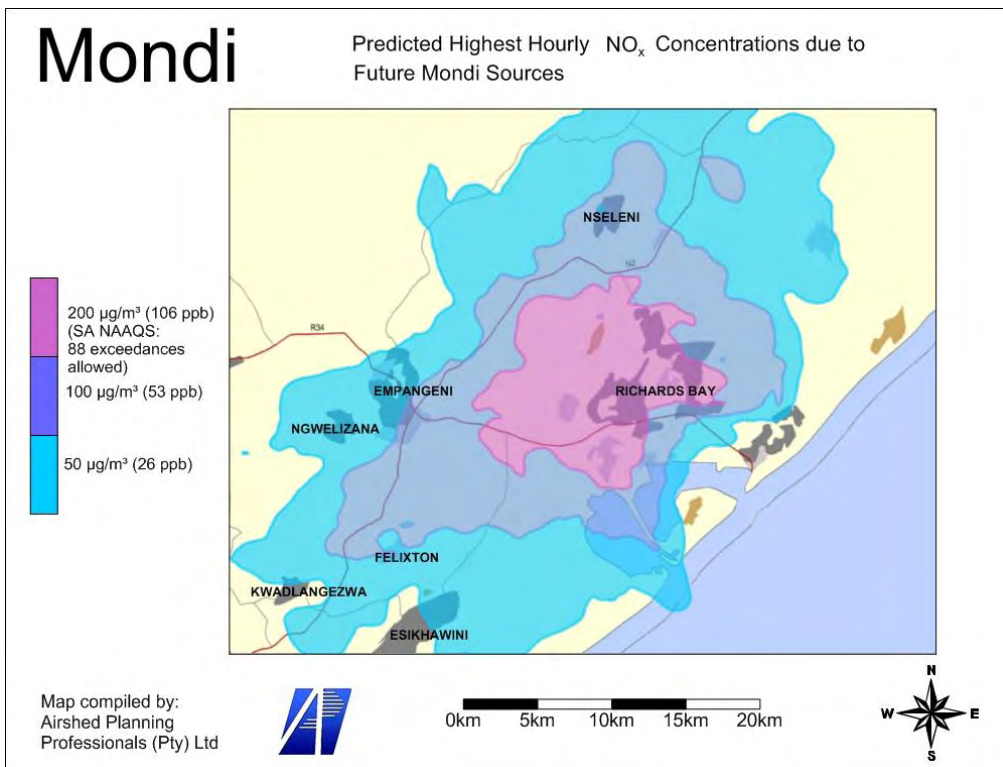 Mondi
Predicted Highest Hourly NOₓ Concentrations due to
Future Mondi Sources
200 µg/m³ (106 ppb)
(SA NAAQS:
88 exceedances
allowed)
100 µg/m³ (53 ppb)
50 µg/m³ (26 ppb)
NSELENI
N2
R34
EMPANGENI
RICHARDS BAY
NGWELIZANA
FELIXTON
KWADLANGEZWA
ESIKHAWINI
Map compiled by:
Airshed Planning
Professionals (Pty) Ltd
0km 5km 10km 15km 20km
N
W E
S